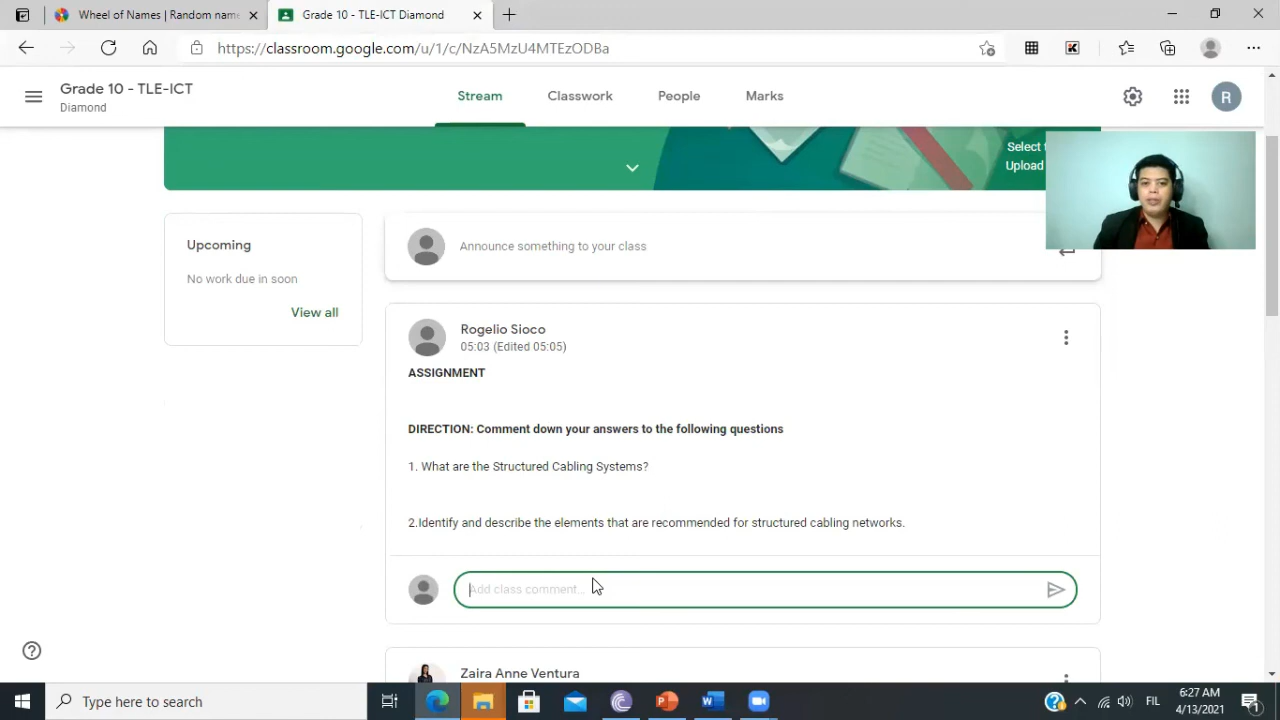 Wheel of Names | Random name
Grade 10 - TLE-ICT Diamond
https://classroom.google.com/u/1/c/NzA5MzU4MTEzODBa
Grade 10 - TLE-ICT
Diamond
Stream
Classwork
People
Marks
R
Select
Upload
Upcoming
No work due in soon
View all
Announce something to your class
Rogelio Sioco
05:03 (Edited 05:05)
ASSIGNMENT
DIRECTION: Comment down your answers to the following questions
1. What are the Structured Cabling Systems?
2.Identify and describe the elements that are recommended for structured cabling networks.
Add class comment...
Zaira Anne Ventura
Type here to search
FIL
6:27 AM
4/13/2021